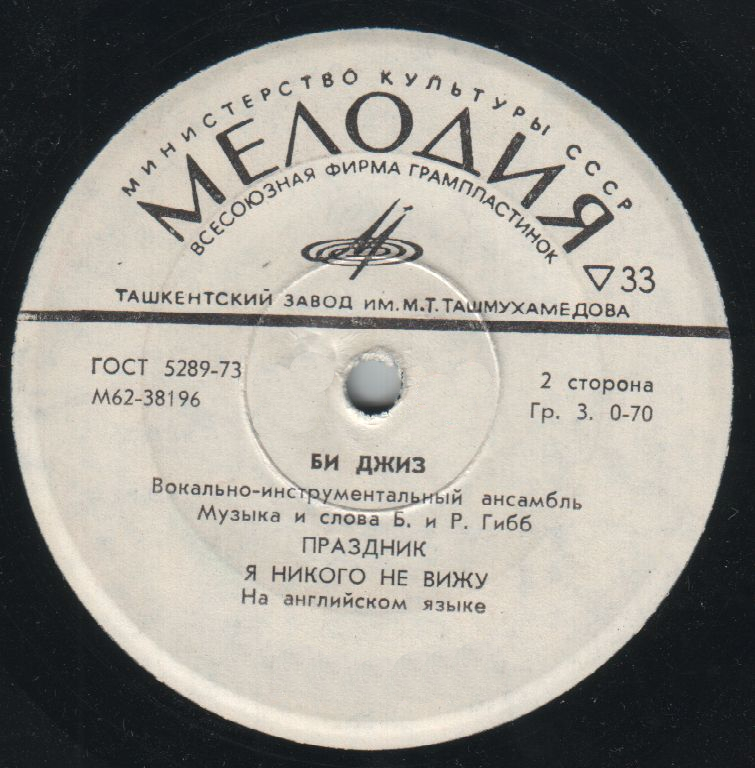 МИНИСТЕРСТВО КУЛЬТУРЫ СССР
МЕЛОДИЯ
ВСЕСОЮЗНАЯ ФИРМА ГРАМПЛАСТИНОК
33
ТАШКЕНТСКИЙ ЗАВОД ИМ. М. Т. ТАШМУХАМЕДОВА
ГОСТ 5289-73
М62-38196
2 сторона
Гр. 3. 0-70
БИ ДЖИЗ
Вокально-инструментальный ансамбль
Музыка и слова Б. и Р. Гибб
ПРАЗДНИК
Я НИКОГО НЕ ВИЖУ
На английском языке